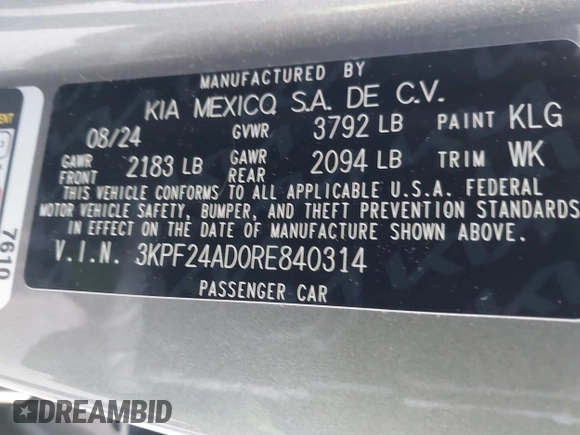 MANUFACTURED BY
KIA MEXICO S.A. DE C.V.
08/24 GVWR 3792 LB PAINT KLG
GAWR FRONT 2183 LB GAWR REAR 2094 LB TRIM WK
THIS VEHICLE CONFORMS TO ALL APPLICABLE U.S.A. FEDERAL
MOTOR VEHICLE SAFETY, BUMPER, AND THEFT PREVENTION STANDARDS
IN EFFECT ON THE DATE OF MANUFACTURE SHOWN ABOVE.
V.I.N. 3KPF24AD0RE840314
PASSENGER CAR
7610
DREAMBID